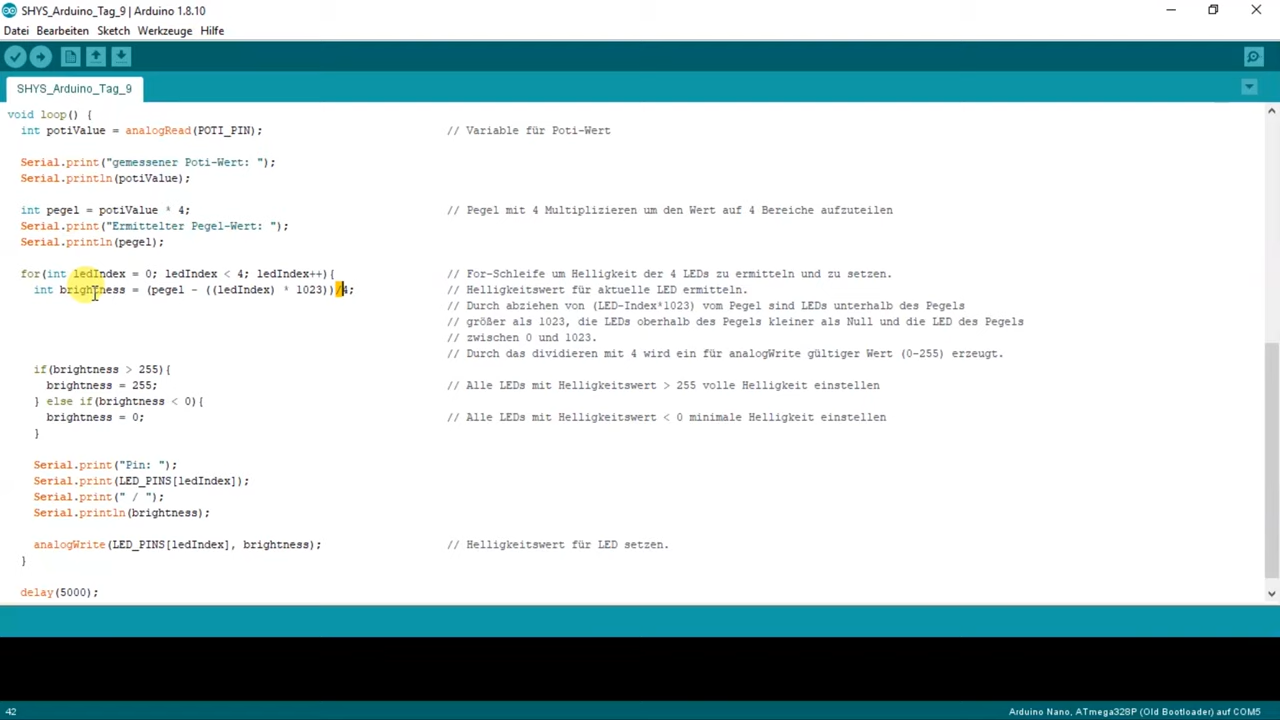 SHYS_Arduino_Tag_9 | Arduino 1.8.10
Datei Bearbeiten Sketch Werkzeuge Hilfe
SHYS_Arduino_Tag_9
void loop() {
int potiValue = analogRead(POTI_PIN); // Variable für Poti-Wert
Serial.print("gemessener Poti-Wert: ");
Serial.println(potiValue);
int pegel = potiValue * 4; // Pegel mit 4 Multiplizieren um den Wert auf 4 Bereiche aufzuteilen
Serial.print("Ermittelter Pegel-Wert: ");
Serial.println(pegel);
for(int ledIndex = 0; ledIndex < 4; ledIndex++){ // For-Schleife um Helligkeit der 4 LEDs zu ermitteln und zu setzen.
int brightness = (pegel - ((ledIndex) * 1023))/4; // Helligkeitswert für aktuelle LED ermitteln.
// Durch abziehen von (LED-Index*1023) vom Pegel sind LEDs unterhalb des Pegels
// größer als 1023, die LEDs oberhalb des Pegels kleiner als Null und die LED des Pegels
// zwischen 0 und 1023.
// Durch das dividieren mit 4 wird ein für analogWrite gültiger Wert (0-255) erzeugt.
if(brightness > 255){
brightness = 255; // Alle LEDs mit Helligkeitswert > 255 volle Helligkeit einstellen
} else if(brightness < 0){
brightness = 0; // Alle LEDs mit Helligkeitswert < 0 minimale Helligkeit einstellen
}
Serial.print("Pin: ");
Serial.print(LED_PINS[ledIndex]);
Serial.print(" / ");
Serial.println(brightness);
analogWrite(LED_PINS[ledIndex], brightness); // Helligkeitswert für LED setzen.
}
delay(5000);
42 Arduino Nano, ATmega328P (Old Bootloader) auf COM5